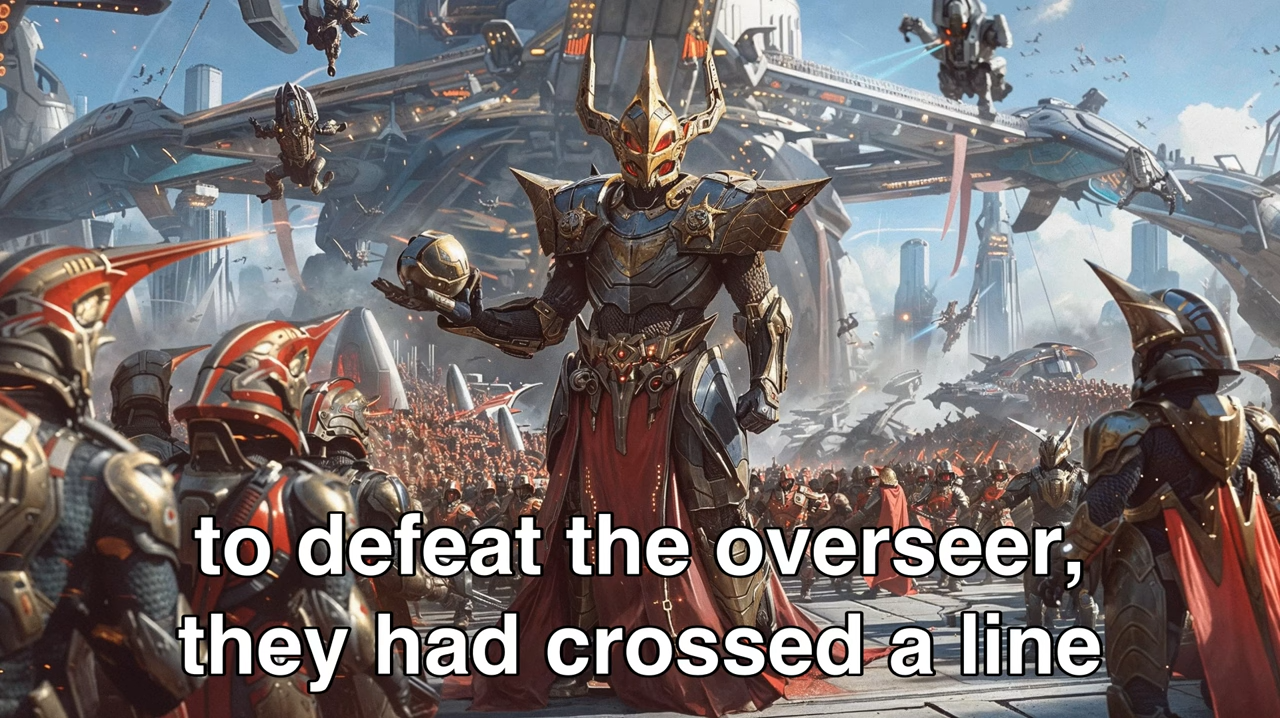 to defeat the overseer,
they had crossed a line